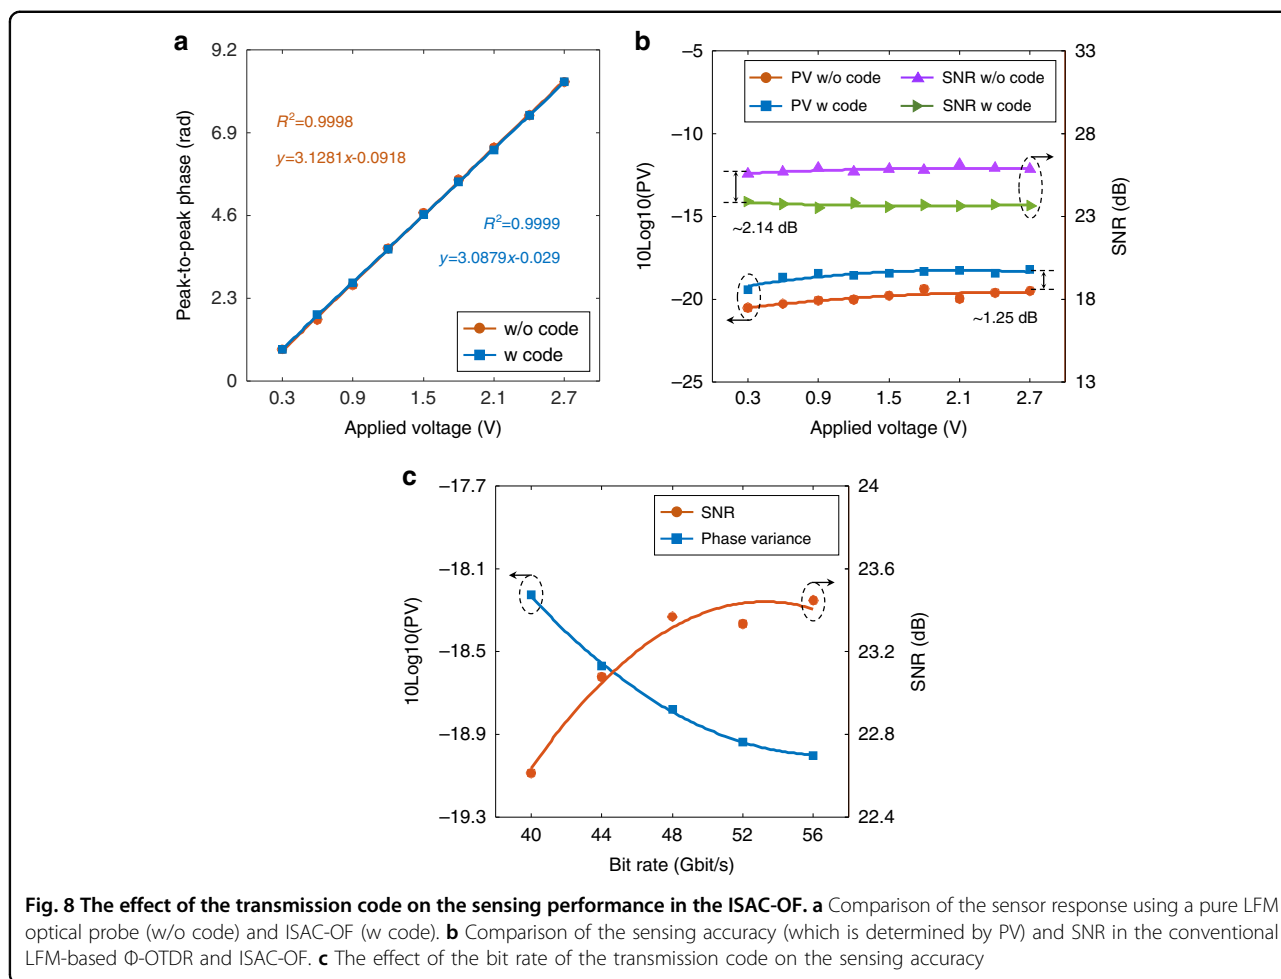 a
9.2
6.9
4.6
2.3
0
Peak-to-peak phase (rad)
R²=0.9998
y=3.1281x-0.0918
R²=0.9999
y=3.0879x-0.029
w/o code
w code
0.3 0.9 1.5 2.1 2.7
Applied voltage (V)
b
−5
−10
−15
−20
−25
10Log10(PV)
33
28
23
18
13
SNR (dB)
PV w/o code
SNR w/o code
PV w code
SNR w code
~2.14 dB
~1.25 dB
0.3 0.9 1.5 2.1 2.7
Applied voltage (V)
c
−17.7
−18.1
−18.5
−18.9
−19.3
10Log10(PV)
24
23.6
23.2
22.8
22.4
SNR (dB)
SNR
Phase variance
40 44 48 52 56
Bit rate (Gbit/s)
Fig. 8 The effect of the transmission code on the sensing performance in the ISAC-OF. a Comparison of the sensor response using a pure LFM
optical probe (w/o code) and ISAC-OF (w code). b Comparison of the sensing accuracy (which is determined by PV) and SNR in the conventional
LFM-based Φ-OTDR and ISAC-OF. c The effect of the bit rate of the transmission code on the sensing accuracy